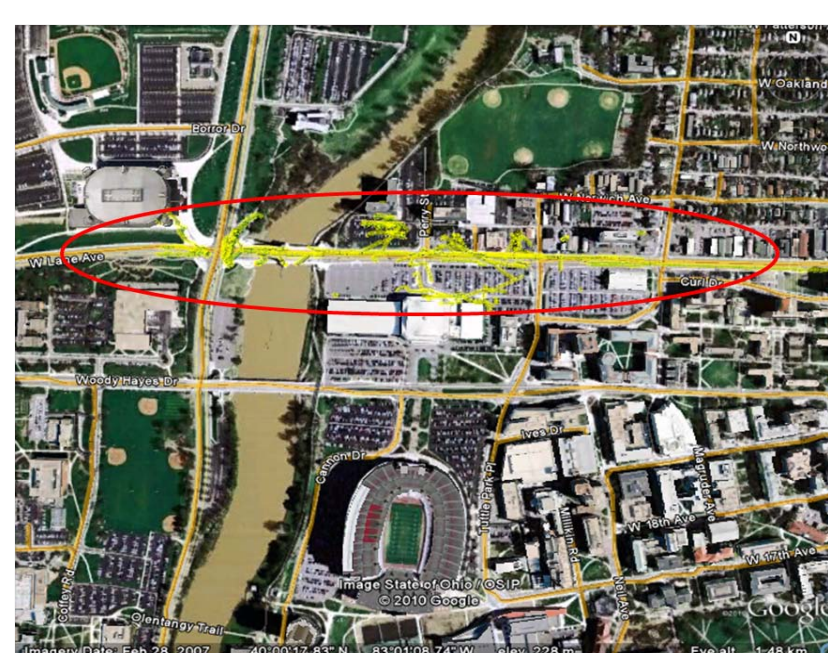 W Patterson
N
W Oakland
Borror Dr
W Northwo
W Norwich Ave
Perry St
W Lane Ave
Curl Dr
Woody Hayes Dr
Ives Dr
Cannon Dr
Tuttle Park Pl
Magruder Ave
Millikin Rd
W 18th Ave
W 17th Ave
Neil Ave
Coffey Rd
Image State of Ohio / OSIP
© 2010 Google
Google
Olentangy Trail
Imagery Date: Feb 28, 2007 40°00'17.83" N 83°01'08.74" W elev 228 m Eye alt 1.48 km